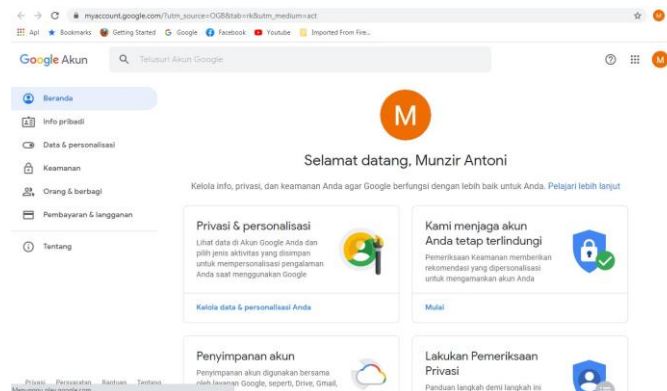 myaccount.google.com/?utm_source=OGB&tab=rk&utm_medium=act
Apl Bookmarks Getting Started G Google Facebook Youtube Imported From Fire...
Google Akun
Telusuri Akun Google
M
Beranda
Info pribadi
Data & personalisasi
Keamanan
Orang & berbagi
Pembayaran & langganan
Tentang
M
Selamat datang, Munzir Antoni
Kelola info, privasi, dan keamanan Anda agar Google berfungsi dengan lebih baik untuk Anda. Pelajari lebih lanjut
Privasi & personalisasi
Lihat data di Akun Google Anda dan
pilih jenis aktivitas yang disimpan
untuk mempersonalisasi pengalaman
Anda saat menggunakan Google
Kelola data & personalisasi Anda
Kami menjaga akun
Anda tetap terlindungi
Pemeriksaan Keamanan memberikan
rekomendasi yang dipersonalisasi
untuk mengamankan akun Anda
Mulai
Penyimpanan akun
Penyimpanan akun digunakan bersama
oleh layanan Google, seperti, Drive, Gmail,
Lakukan Pemeriksaan
Privasi
Panduan langkah demi langkah ini
Privasi Persyaratan Bantuan Tentang
Menunggu play.google.com